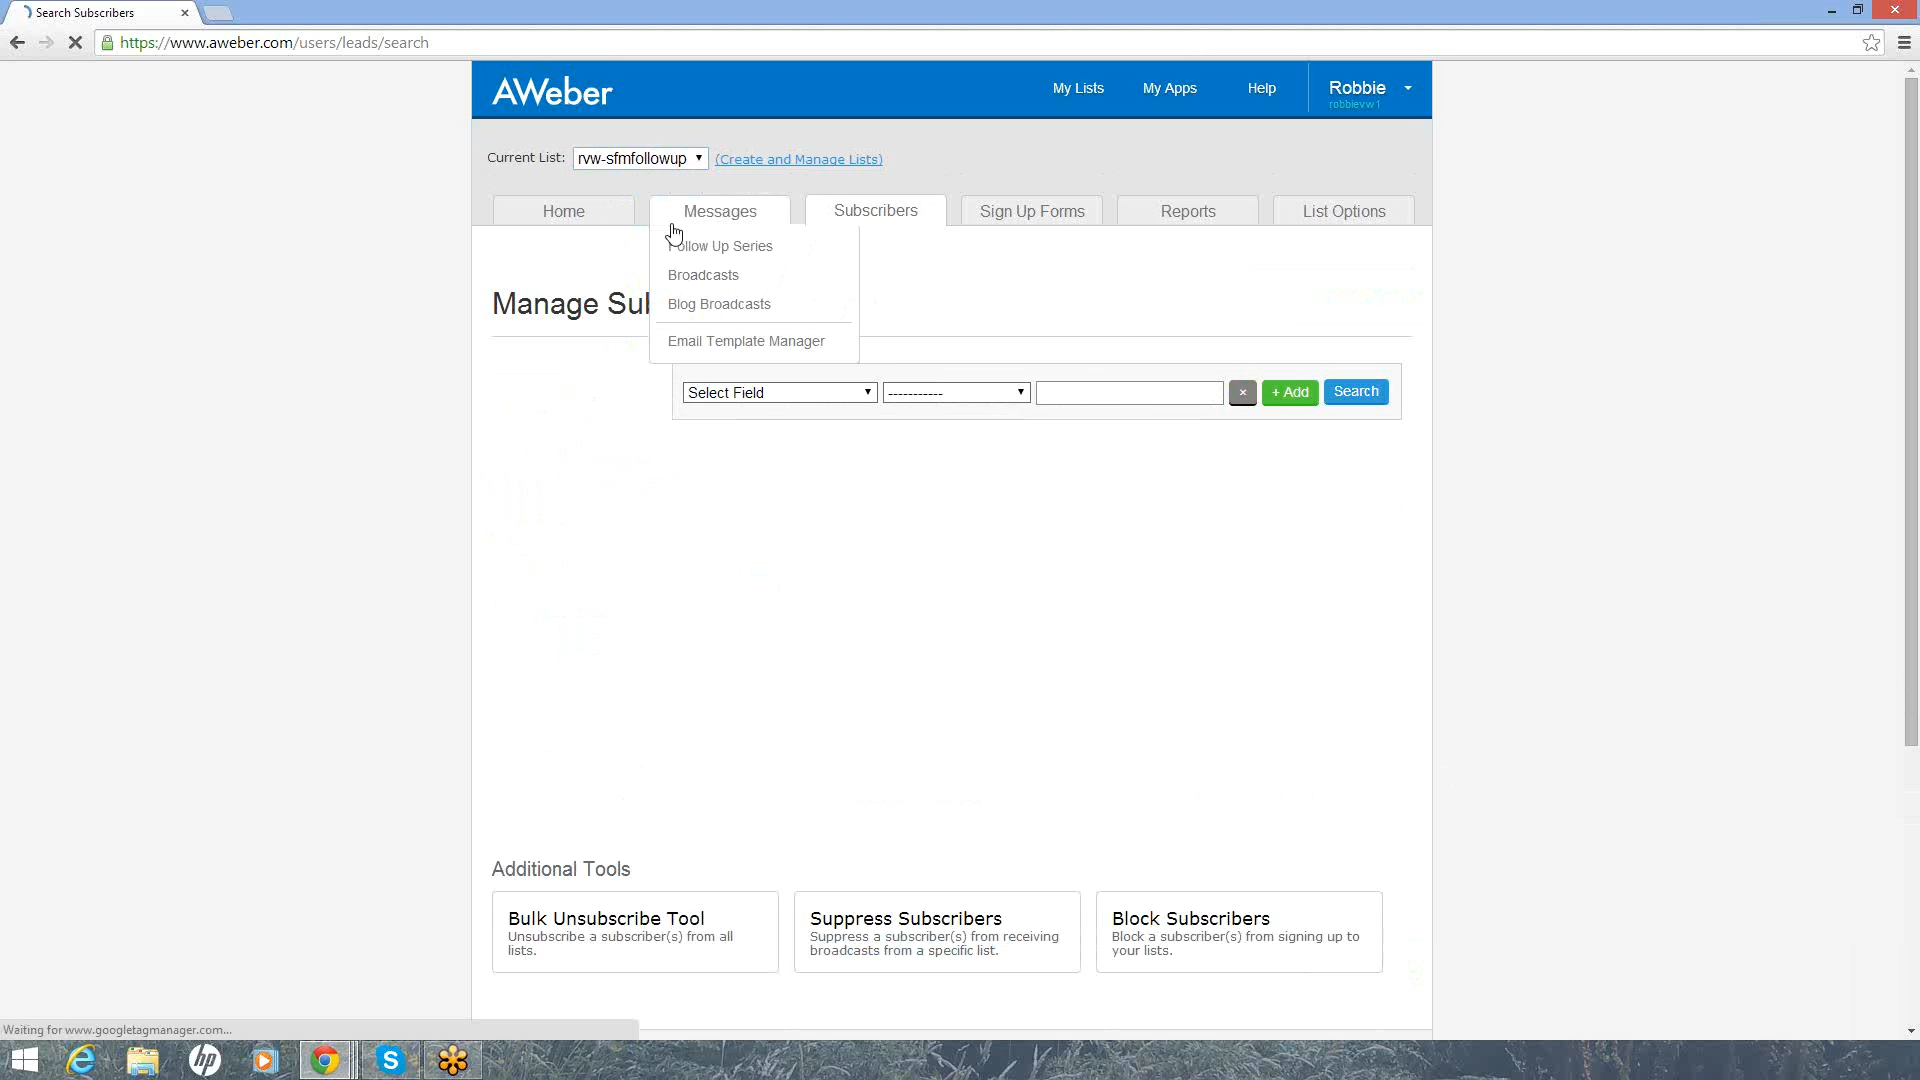 Search Subscribers
https://www.aweber.com/users/leads/search
AWeber
My Lists
My Apps
Help
Robbie
robbievw1
Current List:
rvw-sfmfollowup
(Create and Manage Lists)
Home
Messages
Subscribers
Sign Up Forms
Reports
List Options
Follow Up Series
Broadcasts
Blog Broadcasts
Email Template Manager
Manage Su
Select Field
-----------
×
+ Add
Search
Additional Tools
Bulk Unsubscribe Tool
Unsubscribe a subscriber(s) from all
lists.
Suppress Subscribers
Suppress a subscriber(s) from receiving
broadcasts from a specific list.
Block Subscribers
Block a subscriber(s) from signing up to
your lists.
Waiting for www.googletagmanager.com...
hp
S